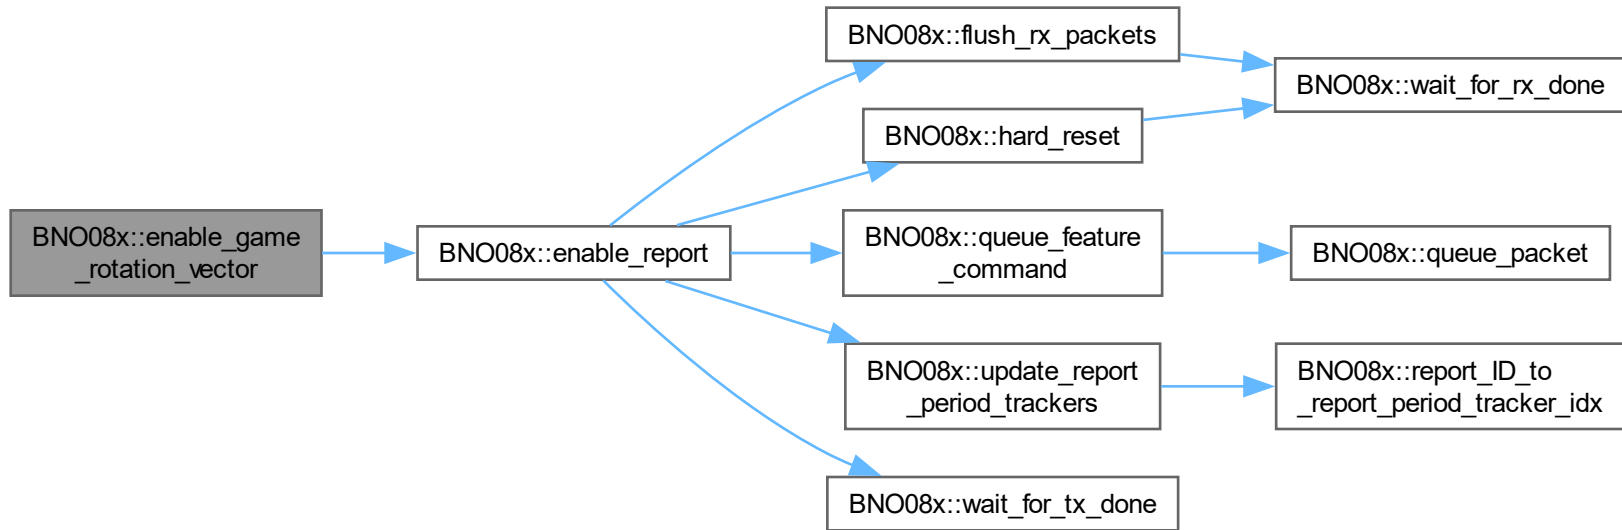 BNO08x::enable_game
_rotation_vector
BNO08x::enable_report
BNO08x::flush_rx_packets
BNO08x::wait_for_rx_done
BNO08x::hard_reset
BNO08x::queue_feature
_command
BNO08x::queue_packet
BNO08x::update_report
_period_trackers
BNO08x::report_ID_to
_report_period_tracker_idx
BNO08x::wait_for_tx_done